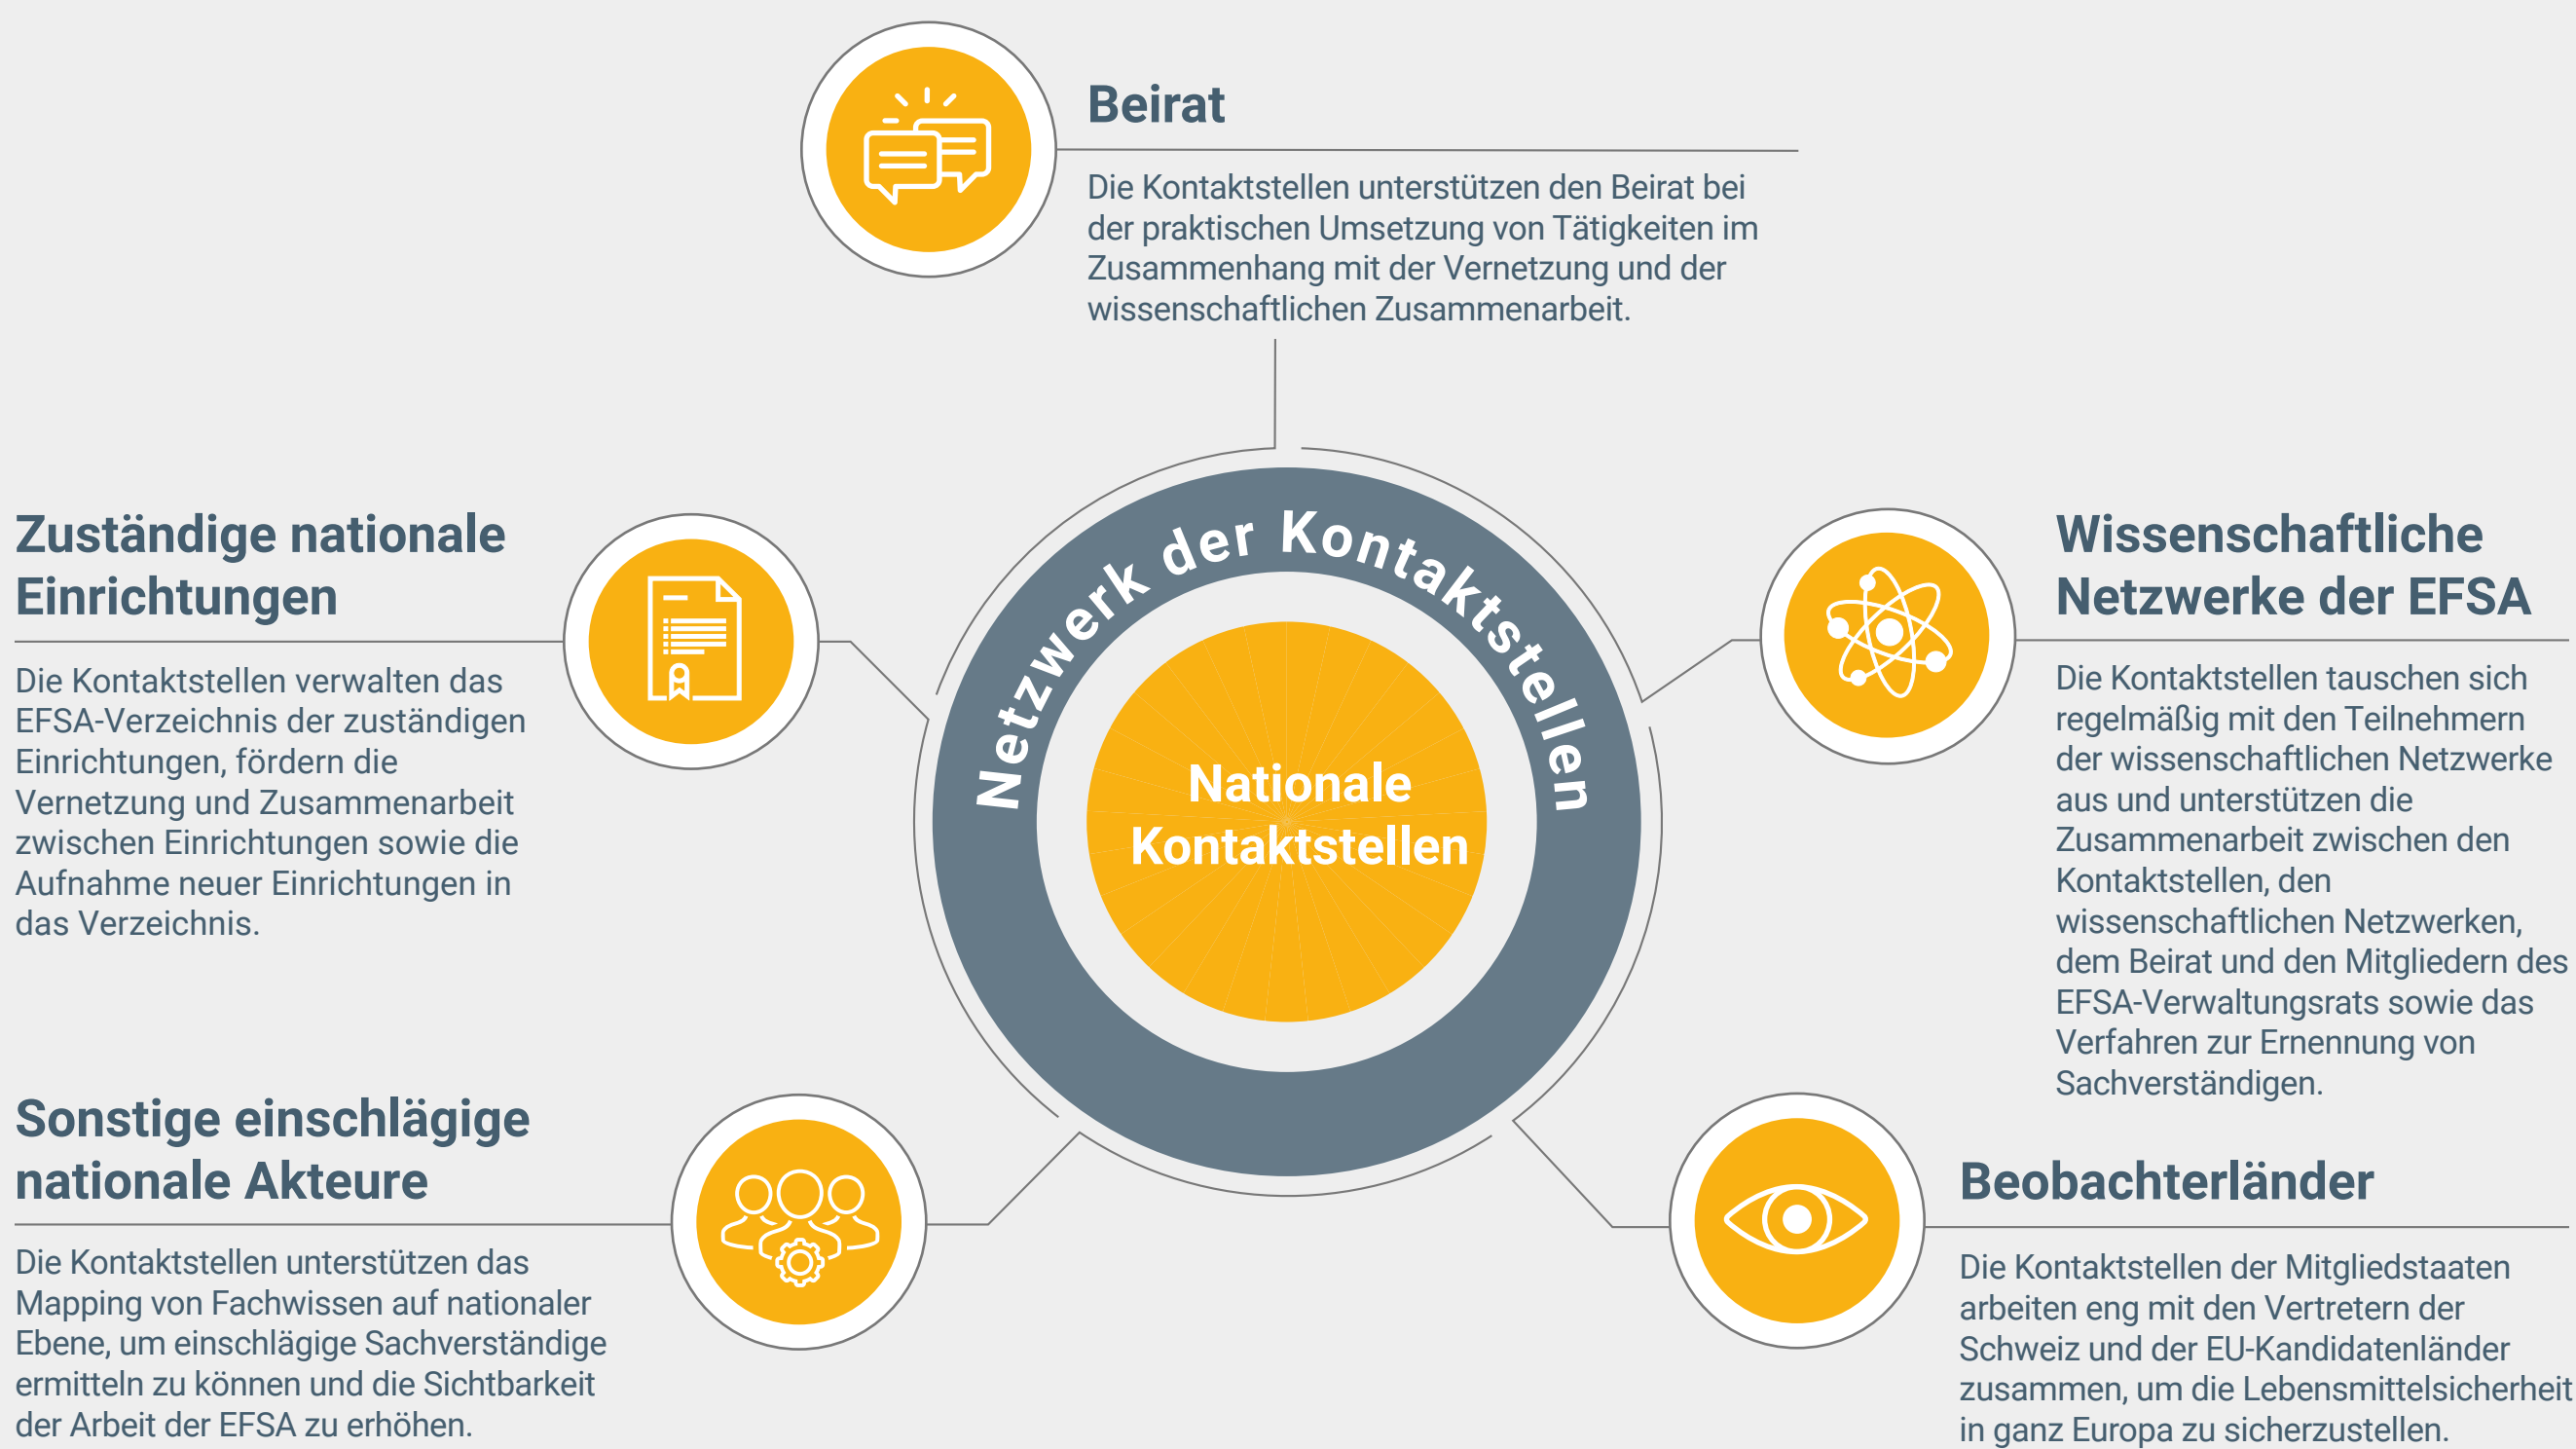 Beirat
Die Kontaktstellen unterstützen den Beirat bei
der praktischen Umsetzung von Tätigkeiten im
Zusammenhang mit der Vernetzung und der
wissenschaftlichen Zusammenarbeit.
Zuständige nationale
Einrichtungen
Die Kontaktstellen verwalten das
EFSA-Verzeichnis der zuständigen
Einrichtungen, fördern die
Vernetzung und Zusammenarbeit
zwischen Einrichtungen sowie die
Aufnahme neuer Einrichtungen in
das Verzeichnis.
Netzwerk der Kontaktstellen
Nationale
Kontaktstellen
Wissenschaftliche
Netzwerke der EFSA
Die Kontaktstellen tauschen sich
regelmäßig mit den Teilnehmern
der wissenschaftlichen Netzwerke
aus und unterstützen die
Zusammenarbeit zwischen den
Kontaktstellen, den
wissenschaftlichen Netzwerken,
dem Beirat und den Mitgliedern des
EFSA-Verwaltungsrats sowie das
Verfahren zur Ernennung von
Sachverständigen.
Sonstige einschlägige
nationale Akteure
Die Kontaktstellen unterstützen das
Mapping von Fachwissen auf nationaler
Ebene, um einschlägige Sachverständige
ermitteln zu können und die Sichtbarkeit
der Arbeit der EFSA zu erhöhen.
Beobachterländer
Die Kontaktstellen der Mitgliedstaaten
arbeiten eng mit den Vertretern der
Schweiz und der EU-Kandidatenländer
zusammen, um die Lebensmittelsicherheit
in ganz Europa zu sicherzustellen.